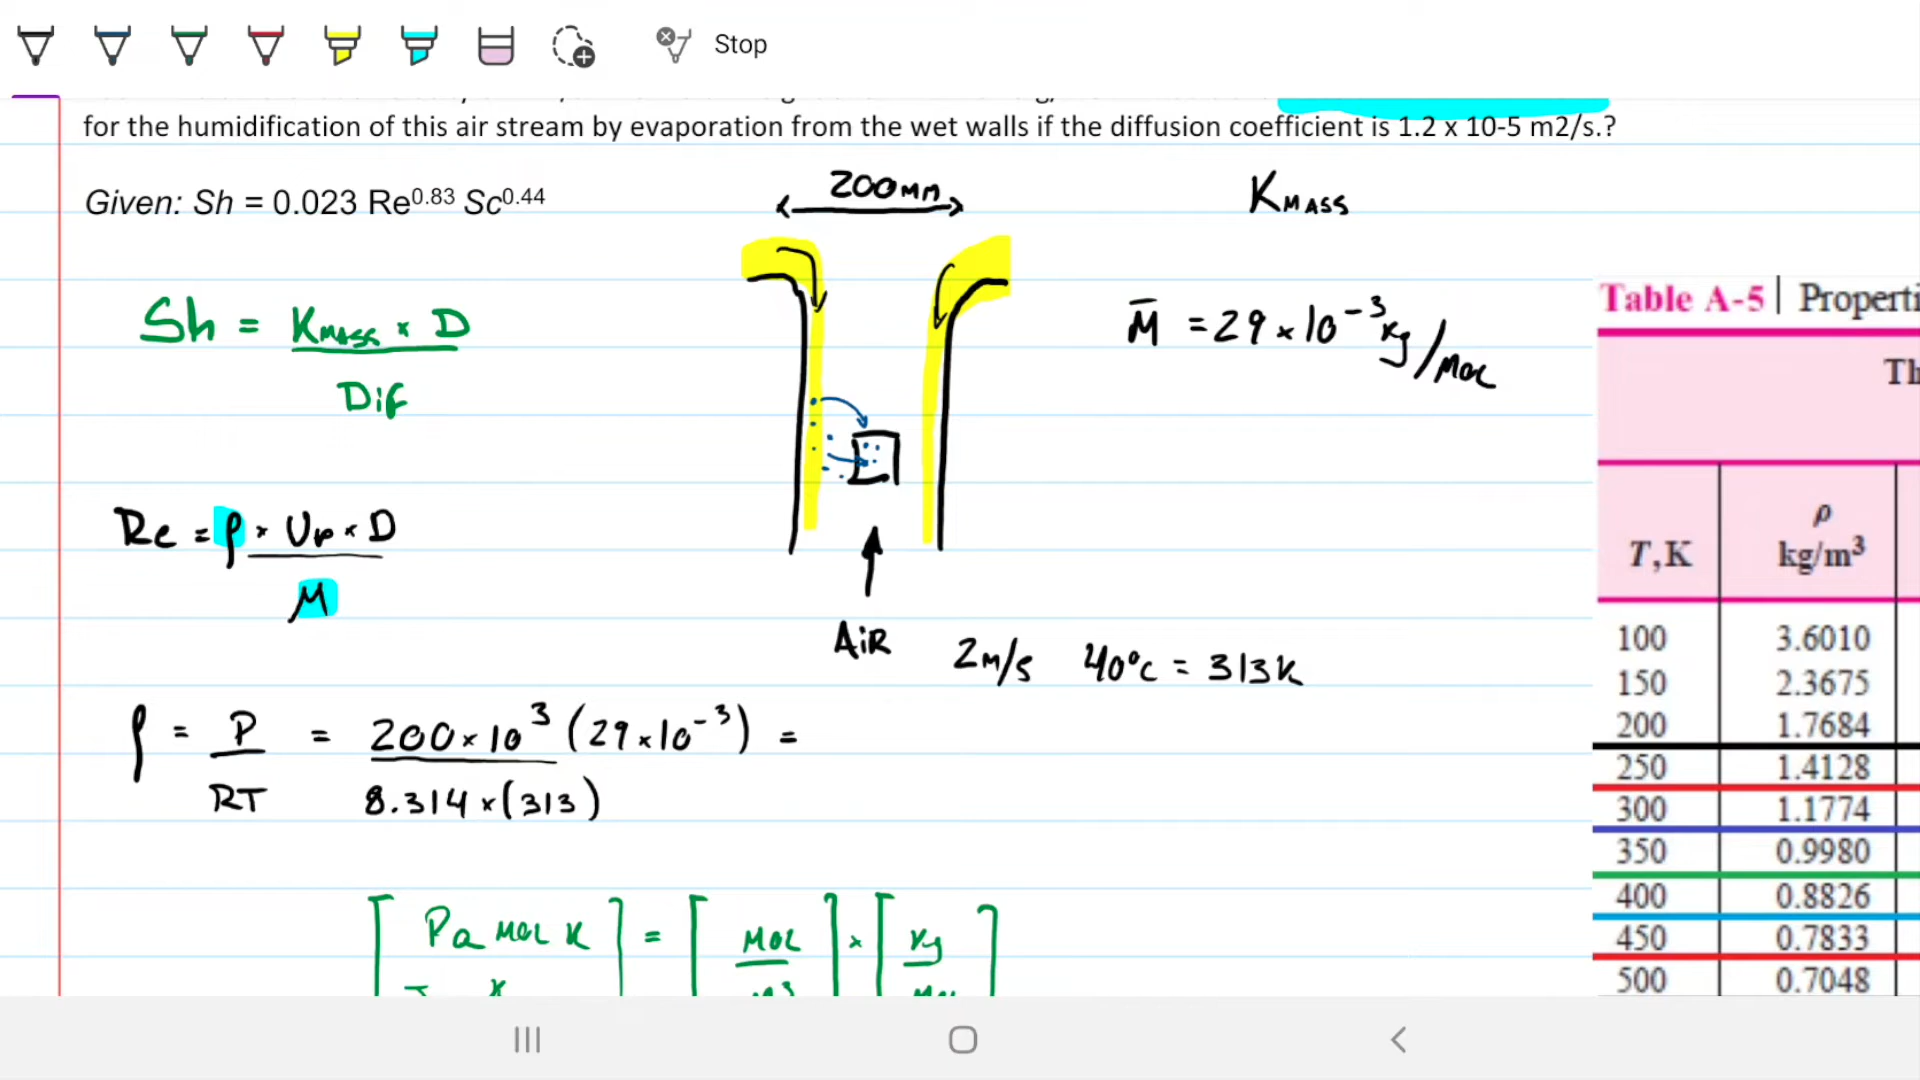 Stop
for the humidification of this air stream by evaporation from the wet walls if the diffusion coefficient is 1.2 x 10-5 m2/s.?
Given: Sh = 0.023 Re0.83 Sc0.44
200mm
KMASS
Sh = KMASS × D
Dif
M̄ = 29 × 10⁻³ kg/mol
Table A-5 | Properti
Th
T, K
ρ
kg/m³
Re = ρ × Up × D
M
AiR
2m/s 40°C = 313K
100 3.6010
150 2.3675
200 1.7684
250 1.4128
300 1.1774
350 0.9980
400 0.8826
450 0.7833
500 0.7048
ρ = P = 200×10³ (29×10⁻³) =
RT 8.314×(313)
[Pa mol K] = [mol] × [kg]